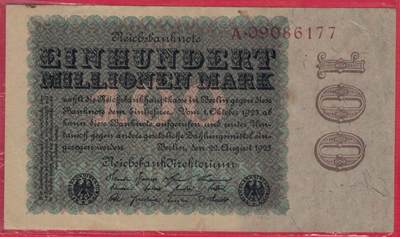 Reichsbanknote
A·09086177
EINHUNDERT
MILLIONEN MARK
zahlt die Reichsbankhauptkasse in Berlin gegen diese
Banknote dem Einlieferer. Vom 1. Oktober 1923 ab
kann diese Banknote aufgerufen und unter Um-
tausch gegen andere gesetzliche Zahlungsmittel ein-
gezogen werden. Berlin, den 22. August 1923
Reichsbankdirektorium
100